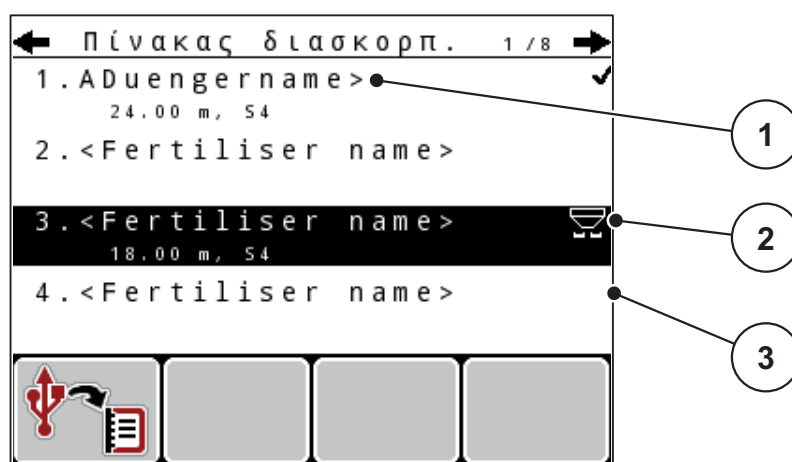 Πίνακας διασκορπ. 1/8
1.ADuengername>
24.00 m, S4
2.<Fertiliser name>
3.<Fertiliser name>
18.00 m, S4
4.<Fertiliser name>
1
2
3